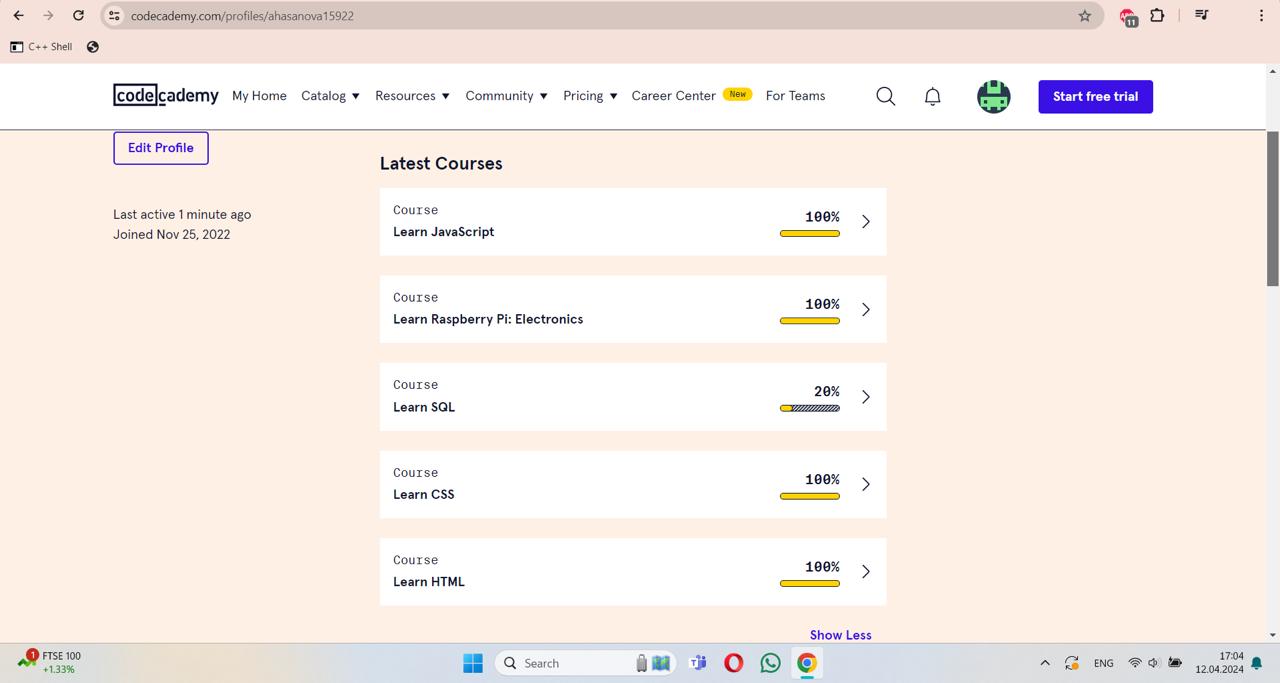 codecademy.com/profiles/ahasanova15922
11
C++ Shell
codecademy My Home Catalog Resources Community Pricing Career Center New For Teams Start free trial
Edit Profile
Last active 1 minute ago
Joined Nov 25, 2022
Latest Courses
Course
Learn JavaScript
100%
Course
Learn Raspberry Pi: Electronics
100%
Course
Learn SQL
20%
Course
Learn CSS
100%
Course
Learn HTML
100%
Show Less
1
FTSE 100
+1.33%
Search
ENG
17:04
12.04.2024